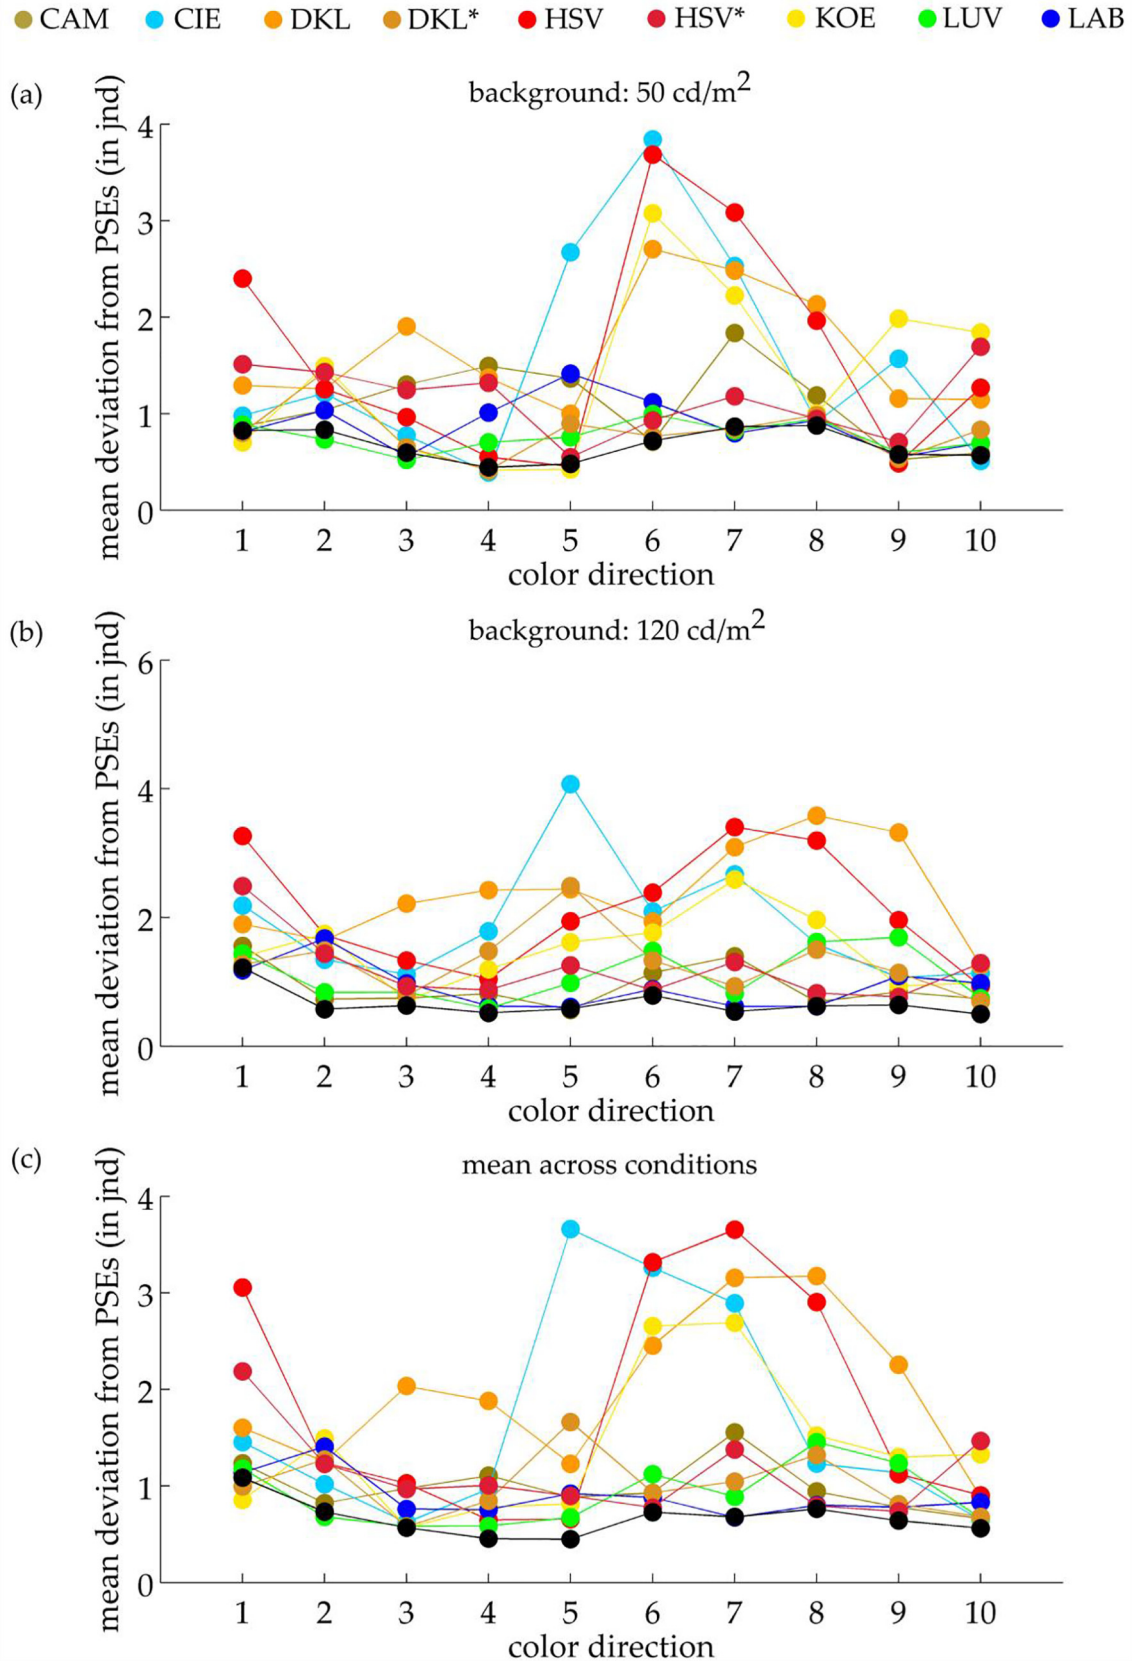 CAM CIE DKL DKL* HSV HSV* KOE LUV LAB
(a)
background: 50 cd/m²
mean deviation from PSEs (in jnd)
4
3
2
1
0
1 2 3 4 5 6 7 8 9 10
color direction
(b)
background: 120 cd/m²
mean deviation from PSEs (in jnd)
6
4
2
0
1 2 3 4 5 6 7 8 9 10
color direction
(c)
mean across conditions
mean deviation from PSEs (in jnd)
4
3
2
1
0
1 2 3 4 5 6 7 8 9 10
color direction